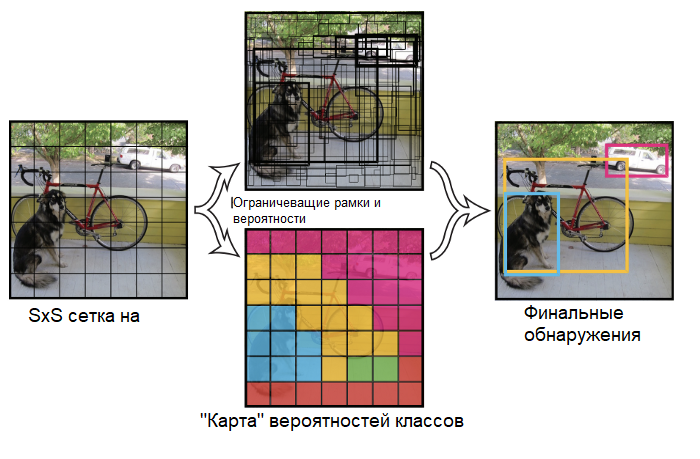 Ограничеващие рамки и
вероятности
SxS сетка на
Финальные
обнаружения
"Карта" вероятностей классов